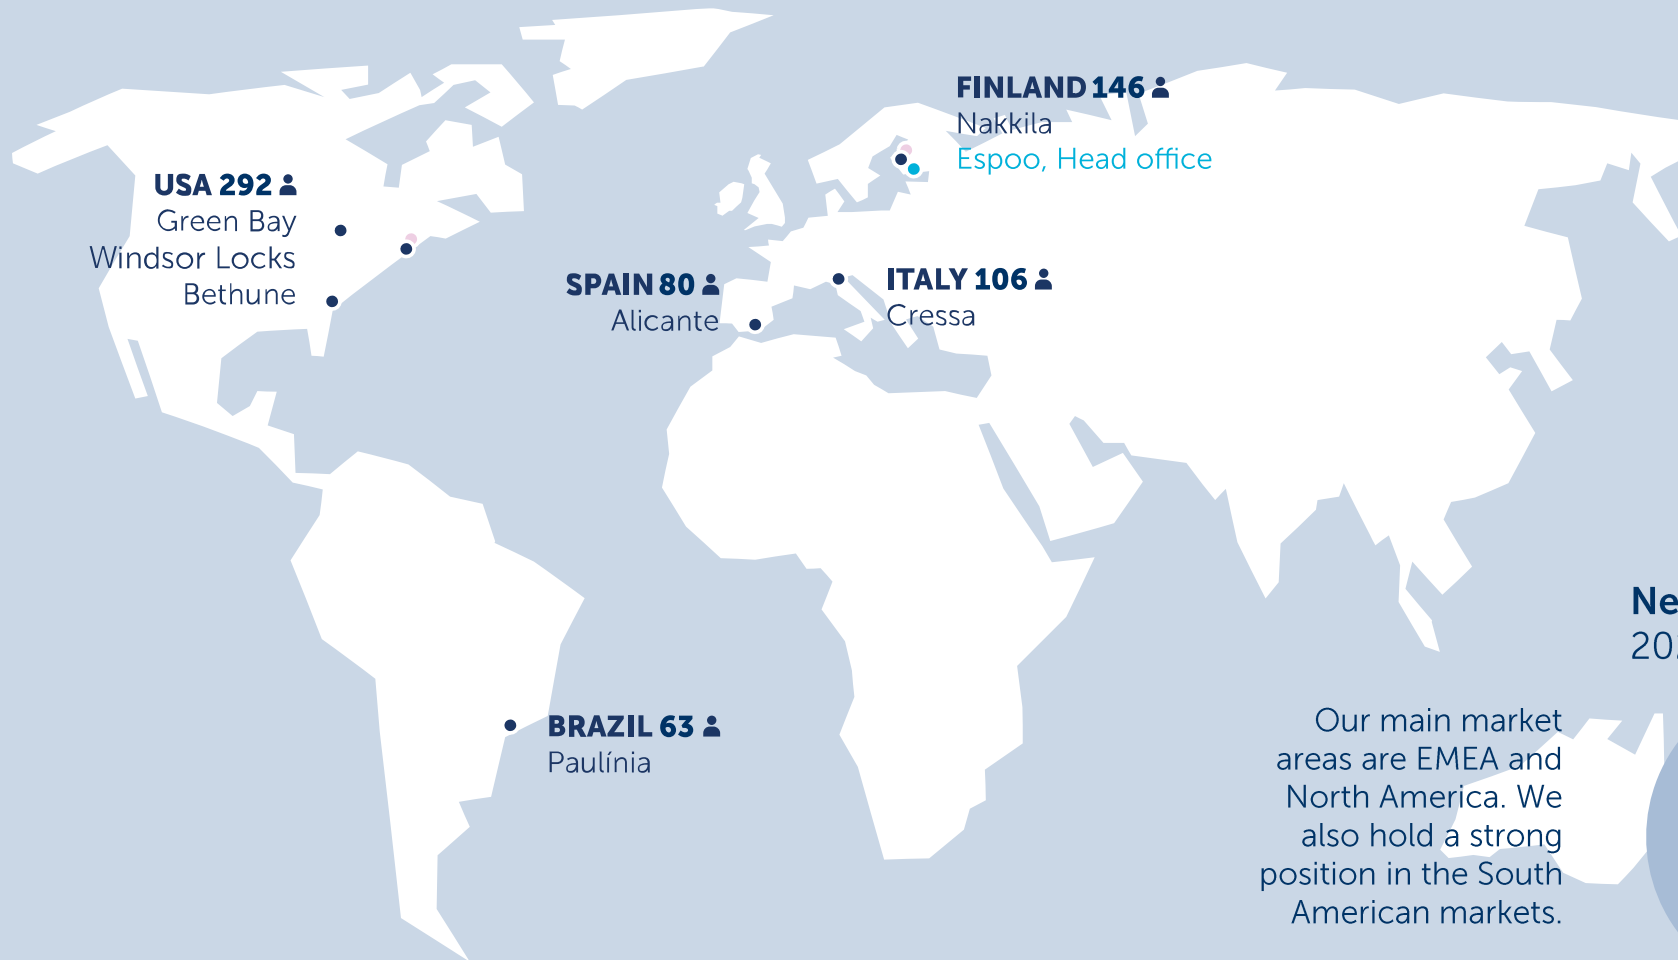 FINLAND 146
Nakkila
Espoo, Head office
USA 292
Green Bay
Windsor Locks
Bethune
SPAIN 80
Alicante
ITALY 106
Cressa
BRAZIL 63
Paulínia
Our main market
areas are EMEA and
North America. We
also hold a strong
position in the South
American markets.